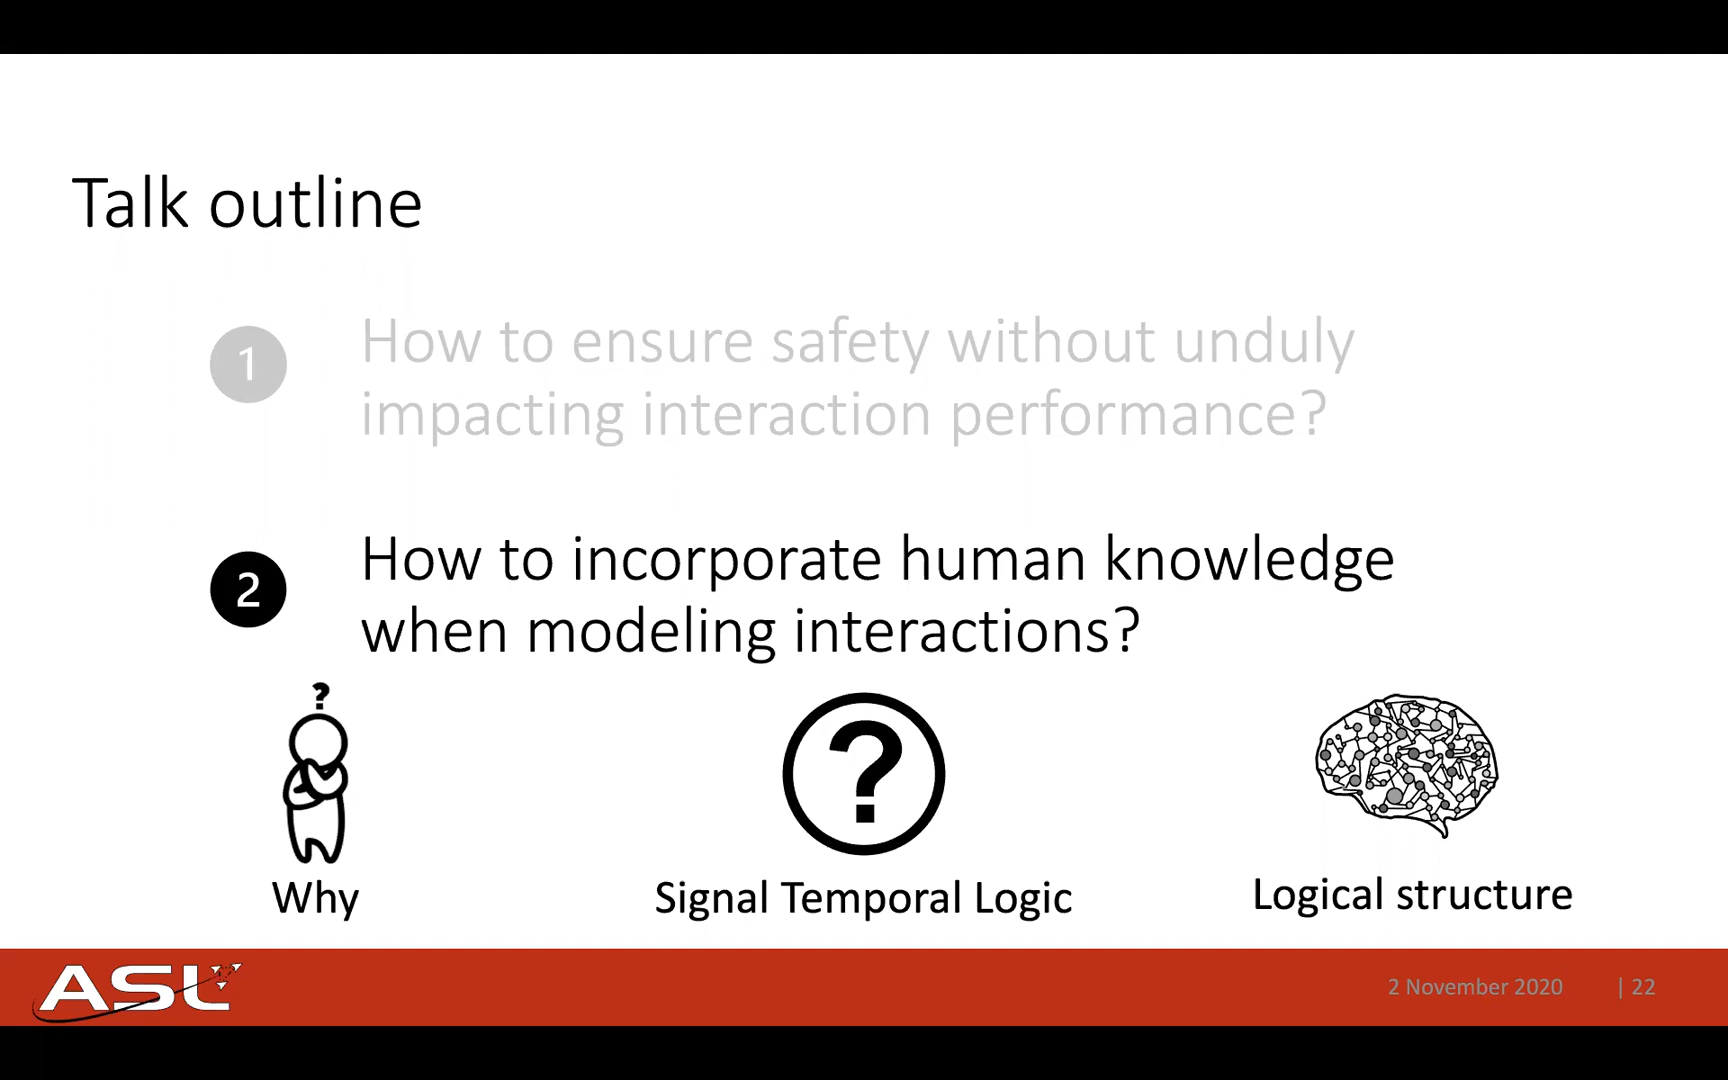 Talk outline
1
How to ensure safety without unduly
impacting interaction performance?
2
How to incorporate human knowledge
when modeling interactions?
?
?
Why
Signal Temporal Logic
Logical structure
ASL
2 November 2020
| 22